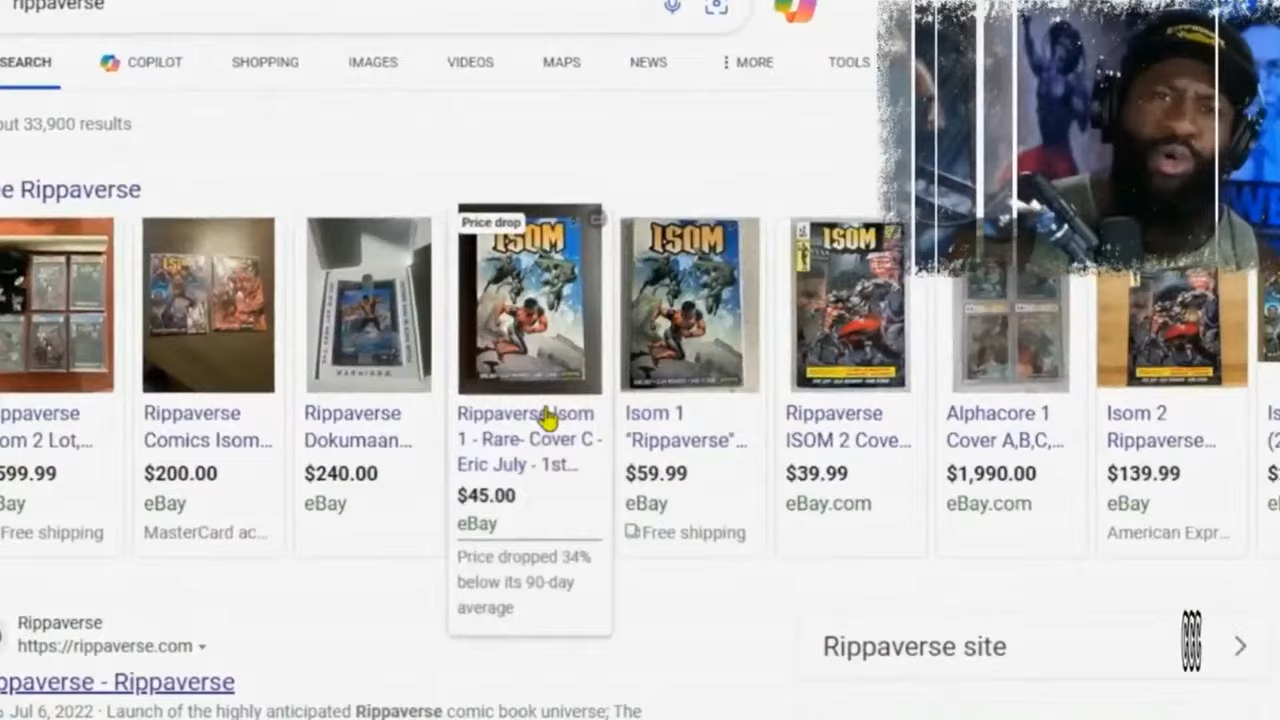 rippaverse
SEARCH
COPILOT
SHOPPING
IMAGES
VIDEOS
MAPS
NEWS
MORE
TOOLS
33,900 results
Rippaverse
om 2 Lot,...
599.99
Free shipping
ISOM
Rippaverse
Comics Isom...
$200.00
eBay
MasterCard ac...
Rippaverse
Dokumaan...
$240.00
eBay
Price drop
ISOM
Rippaverse Isom
1 - Rare- Cover C -
Eric July - 1st...
$45.00
eBay
Price dropped 34%
below its 90-day
average
ISOM
Isom 1
"Rippaverse"...
$59.99
eBay
Free shipping
ISOM
Rippaverse
ISOM 2 Cove...
$39.99
eBay.com
Alphacore 1
Cover A,B,C,...
$1,990.00
eBay.com
ISOM
Isom 2
Rippaverse...
$139.99
eBay
American Expr...
Rippaverse
https://rippaverse.com
ppaverse - Rippaverse
Jul 6, 2022 · Launch of the highly anticipated Rippaverse comic book universe; The
Rippaverse site
CCC